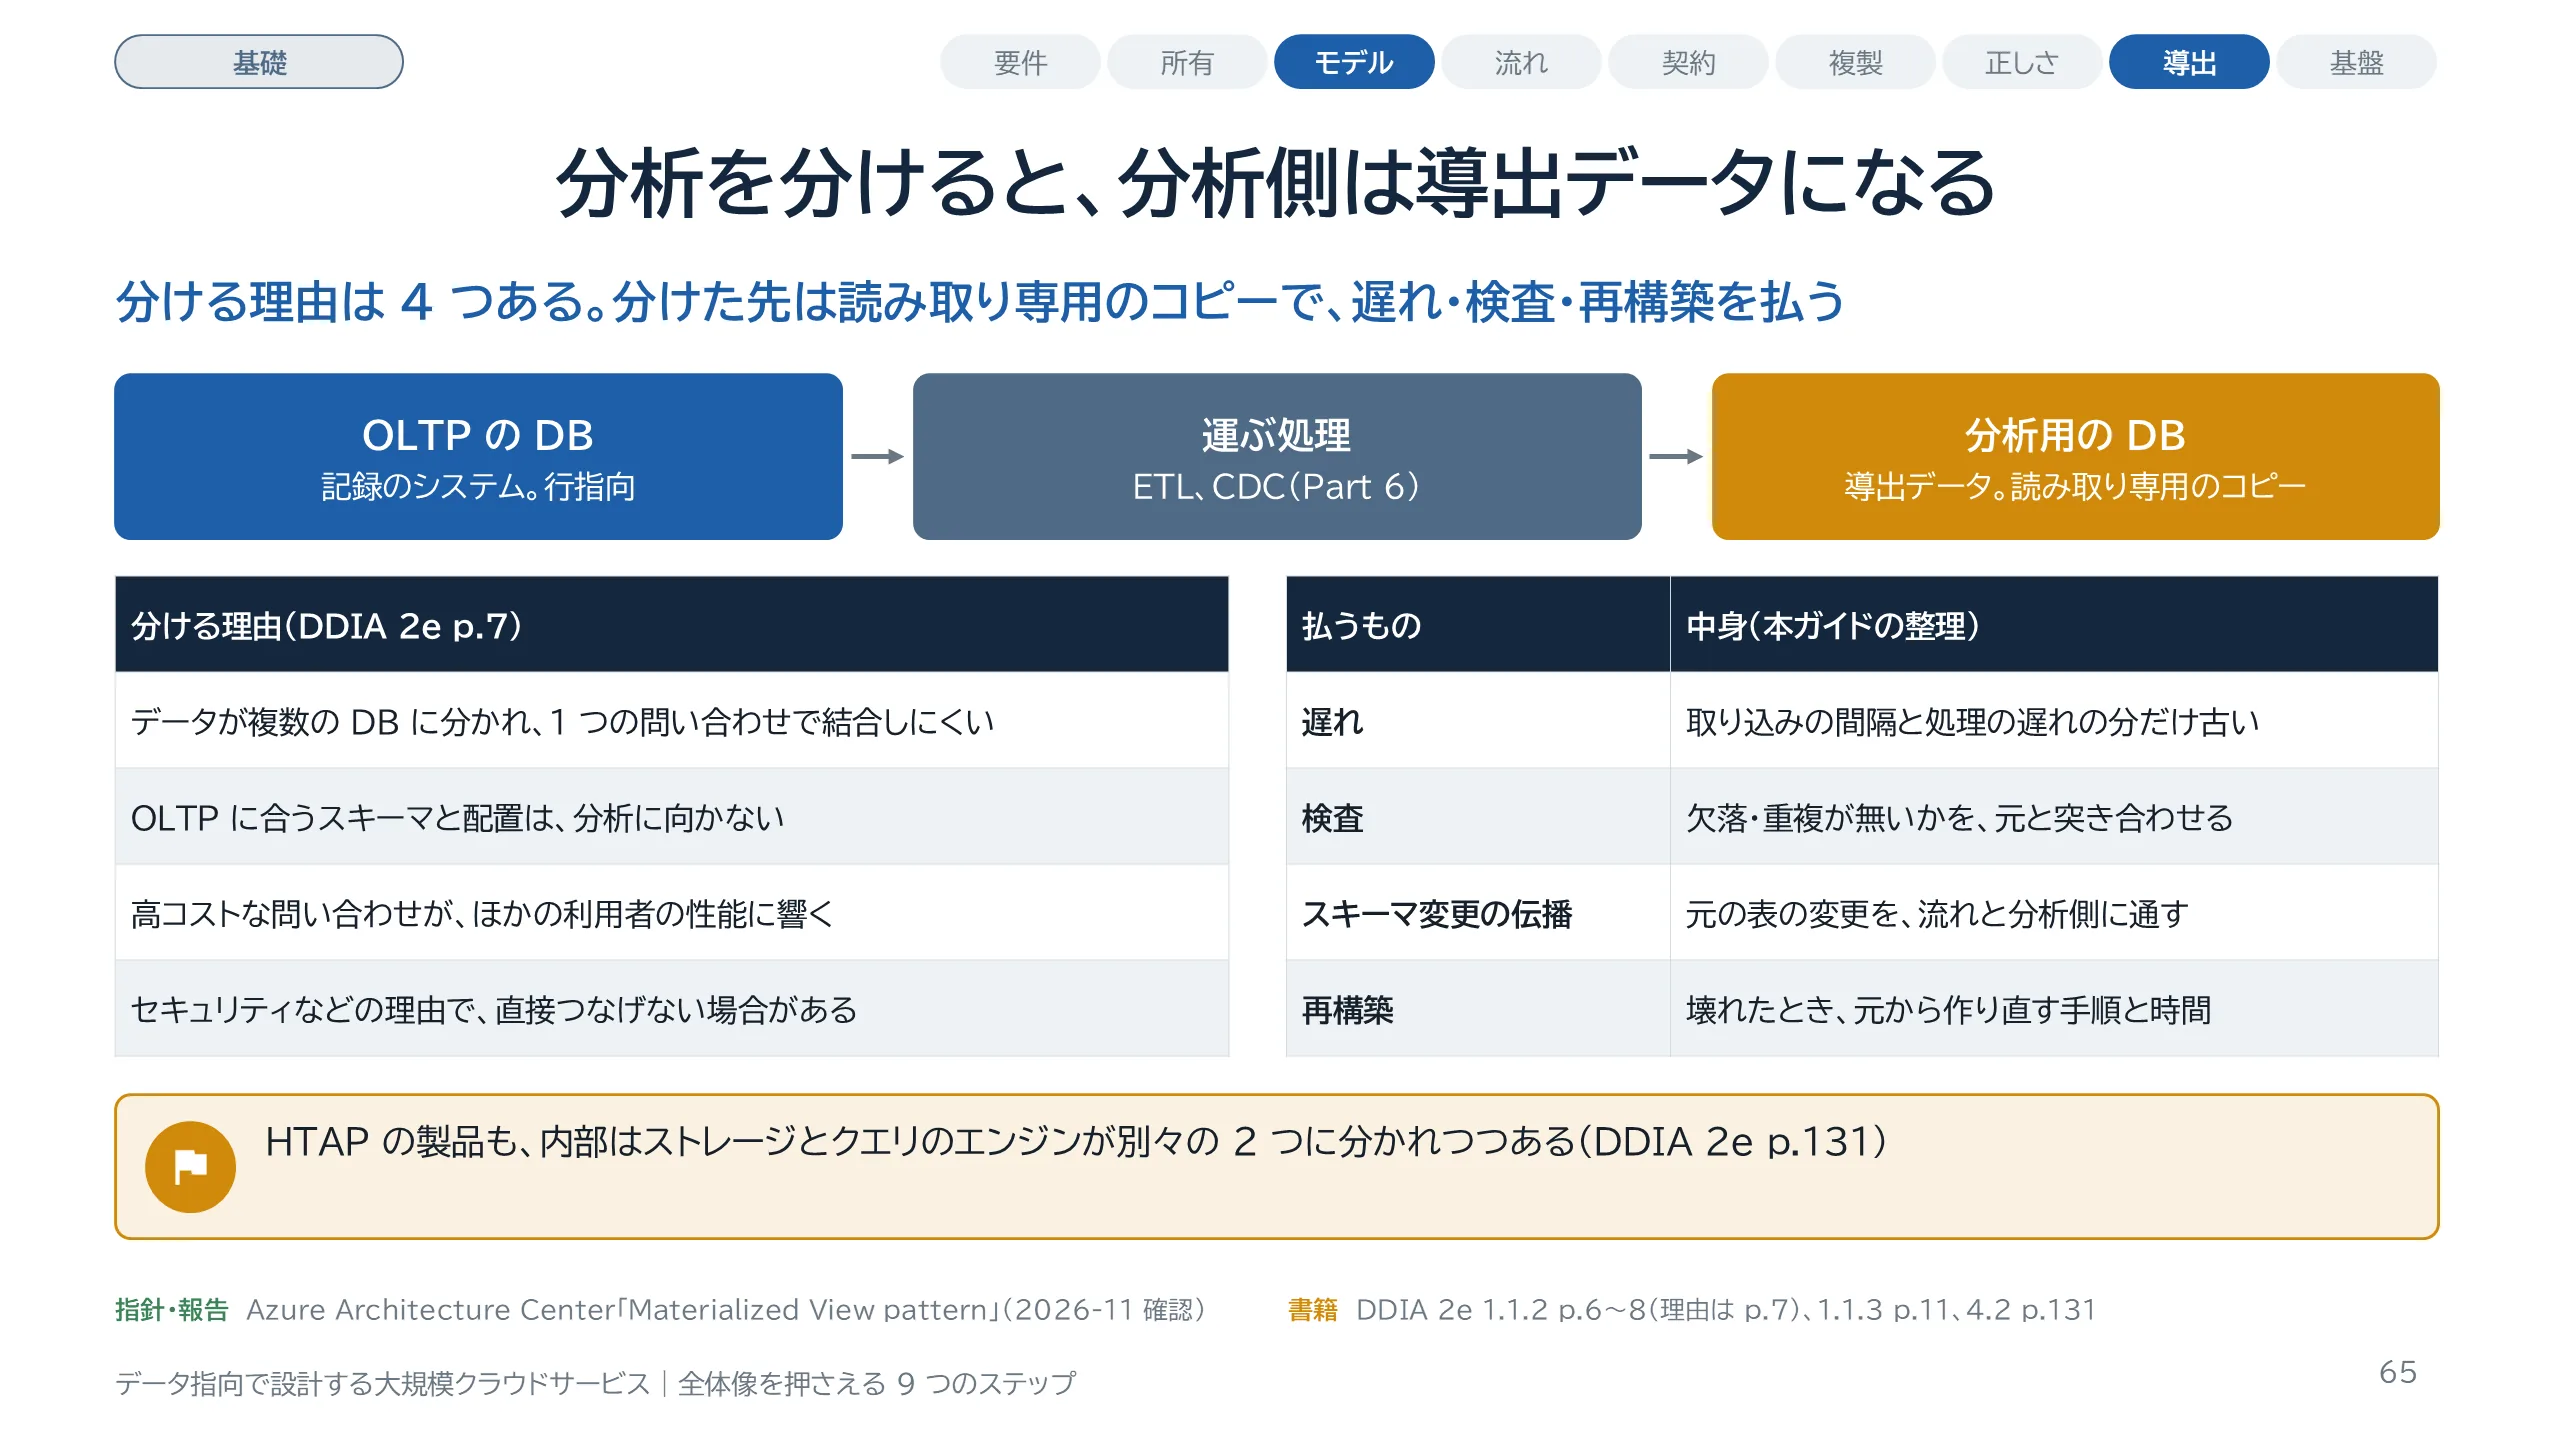 基礎
要件 所有 モデル 流れ 契約 複製 正しさ 導出 基盤
分析を分けると、分析側は導出データになる
分ける理由は 4 つある。分けた先は読み取り専用のコピーで、遅れ・検査・再構築を払う
OLTP の DB
記録のシステム。行指向
運ぶ処理
ETL、CDC（Part 6）
分析用の DB
導出データ。読み取り専用のコピー
分ける理由（DDIA 2e p.7）
データが複数の DB に分かれ、1 つの問い合わせで結合しにくい
OLTP に合うスキーマと配置は、分析に向かない
高コストな問い合わせが、ほかの利用者の性能に響く
セキュリティなどの理由で、直接つなげない場合がある
払うもの 中身（本ガイドの整理）
遅れ 取り込みの間隔と処理の遅れの分だけ古い
検査 欠落・重複が無いかを、元と突き合わせる
スキーマ変更の伝播 元の表の変更を、流れと分析側に通す
再構築 壊れたとき、元から作り直す手順と時間
HTAP の製品も、内部はストレージとクエリのエンジンが別々の 2 つに分かれつつある（DDIA 2e p.131）
指針・報告 Azure Architecture Center「Materialized View pattern」（2026-11 確認）
書籍 DDIA 2e 1.1.2 p.6～8（理由は p.7）、1.1.3 p.11、4.2 p.131
データ指向で設計する大規模クラウドサービス｜全体像を押さえる 9 つのステップ
65